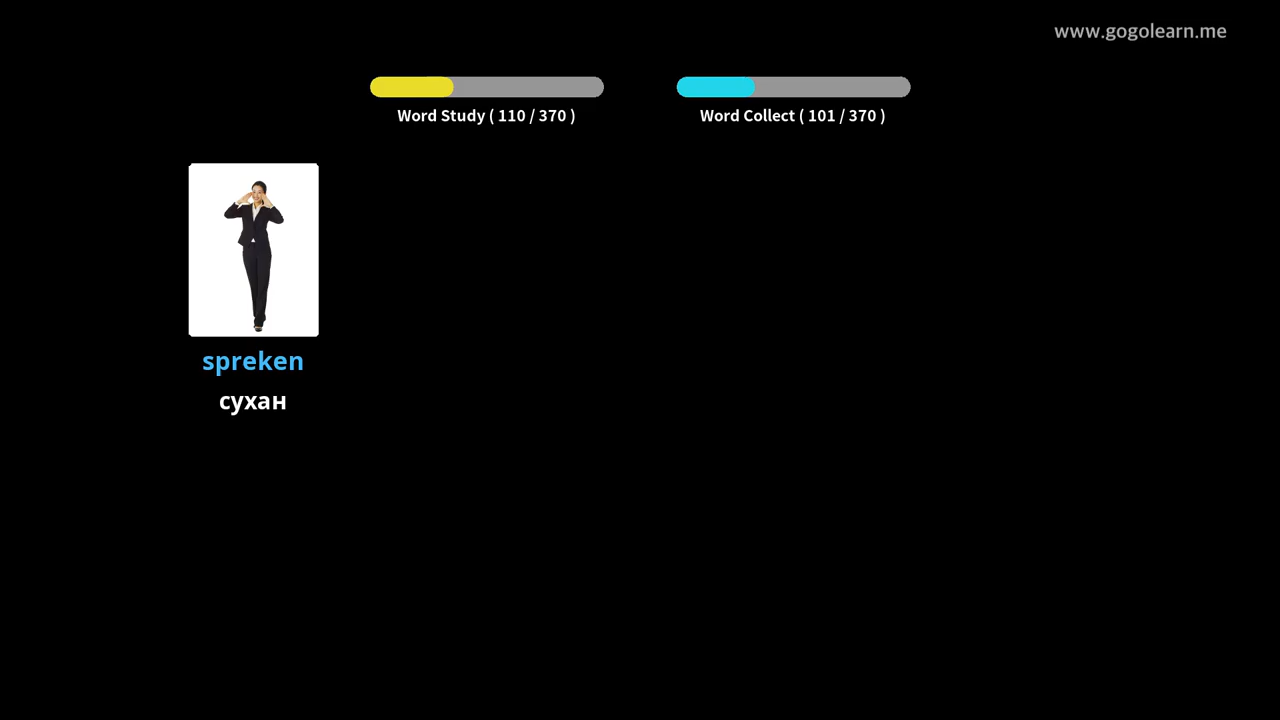 www.gogolearn.me
Word Study ( 110 / 370 )
Word Collect ( 101 / 370 )
spreken
сухан